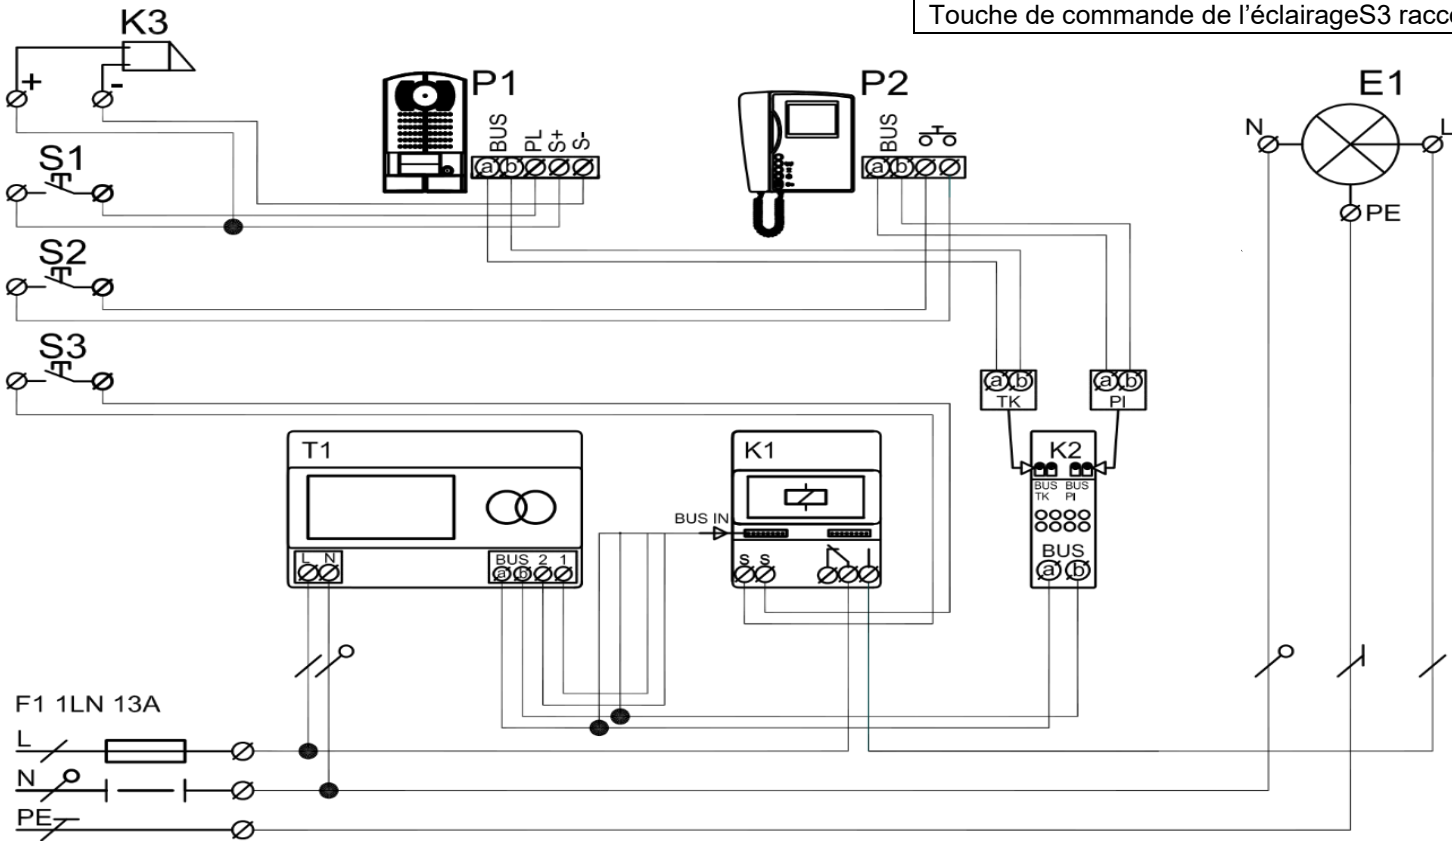 Touche de commande de l’éclairageS3
K3
+ -
P1
BUS PL S+ S-
a b
P2
BUS
a b
E1
N L
PE
S1
S2
S3
a b
TK
a b
PI
T1
L N
BUS 2 1
a b
K1
BUS IN
S S
K2
BUS BUS
TK PI
BUS
a b
F1 1LN 13A
L
N
PE